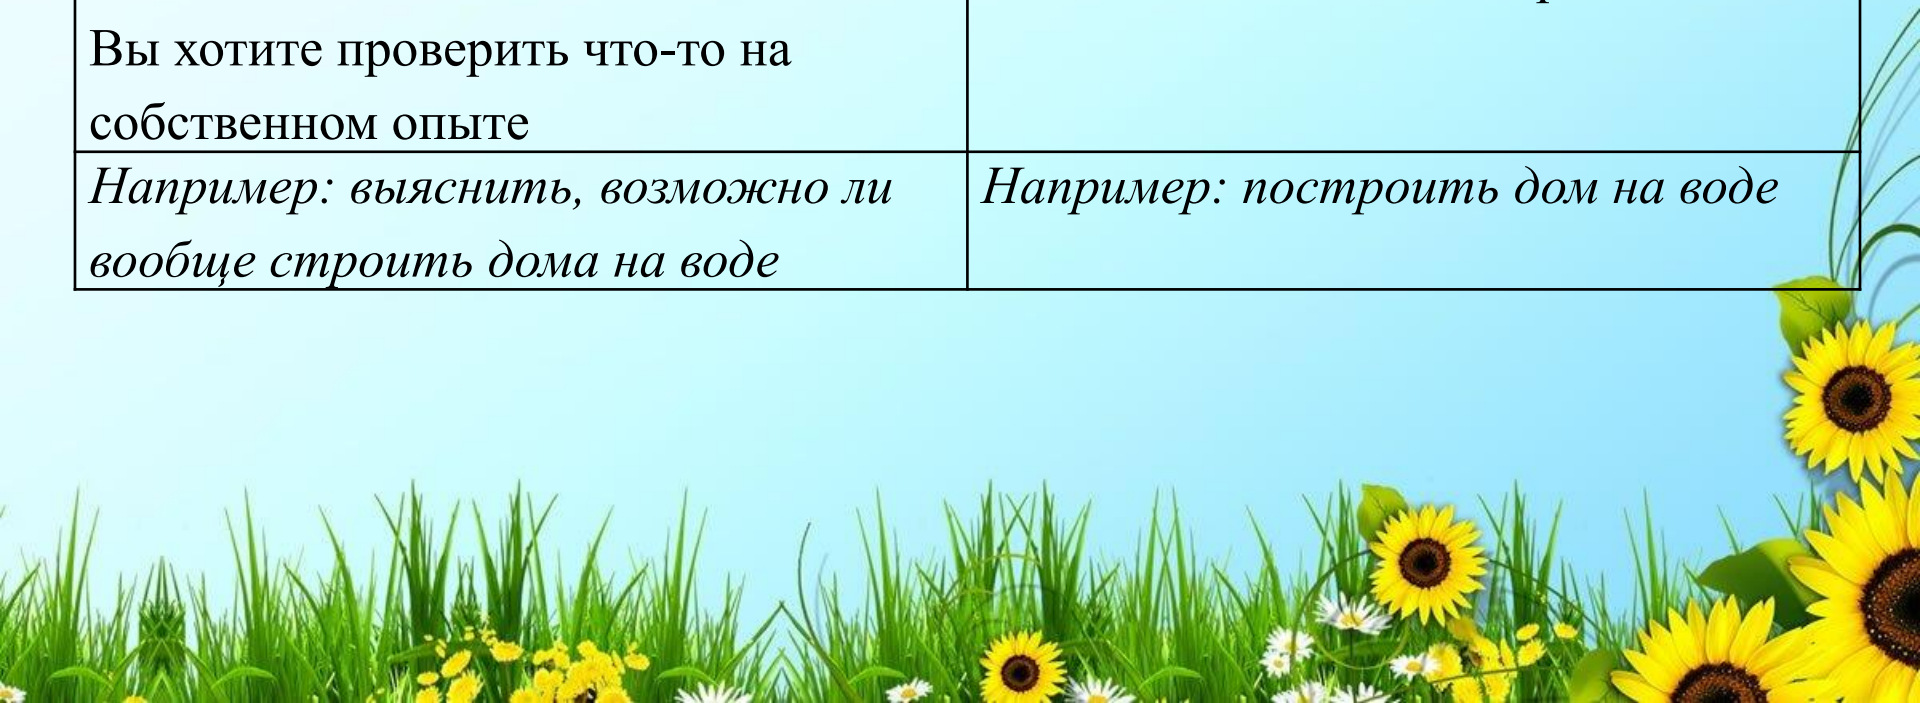 Вы хотите проверить что-то на
собственном опыте
Например: выяснить, возможно ли
вообще строить дома на воде
Например: построить дом на воде